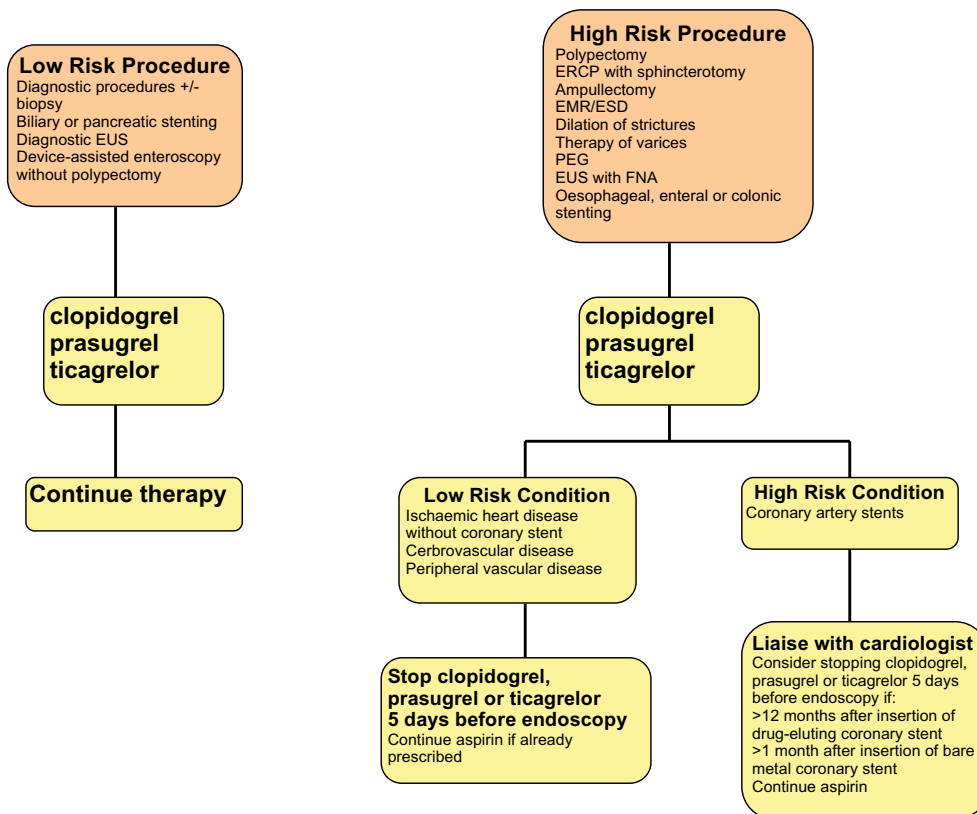 Low Risk Procedure
Diagnostic procedures +/-
biopsy
Biliary or pancreatic stenting
Diagnostic EUS
Device-assisted enteroscopy
without polypectomy
clopidogrel
prasugrel
ticagrelor
Continue therapy
High Risk Procedure
Polypectomy
ERCP with sphincterotomy
Ampullectomy
EMR/ESD
Dilation of strictures
Therapy of varices
PEG
EUS with FNA
Oesophageal, enteral or colonic
stenting
clopidogrel
prasugrel
ticagrelor
Low Risk Condition
Ischaemic heart disease
without coronary stent
Cerbrovascular disease
Peripheral vascular disease
Stop clopidogrel,
prasugrel or ticagrelor
5 days before endoscopy
Continue aspirin if already
prescribed
High Risk Condition
Coronary artery stents
Liaise with cardiologist
Consider stopping clopidogrel,
prasugrel or ticagrelor 5 days
before endoscopy if:
>12 months after insertion of
drug-eluting coronary stent
>1 month after insertion of bare
metal coronary stent
Continue aspirin